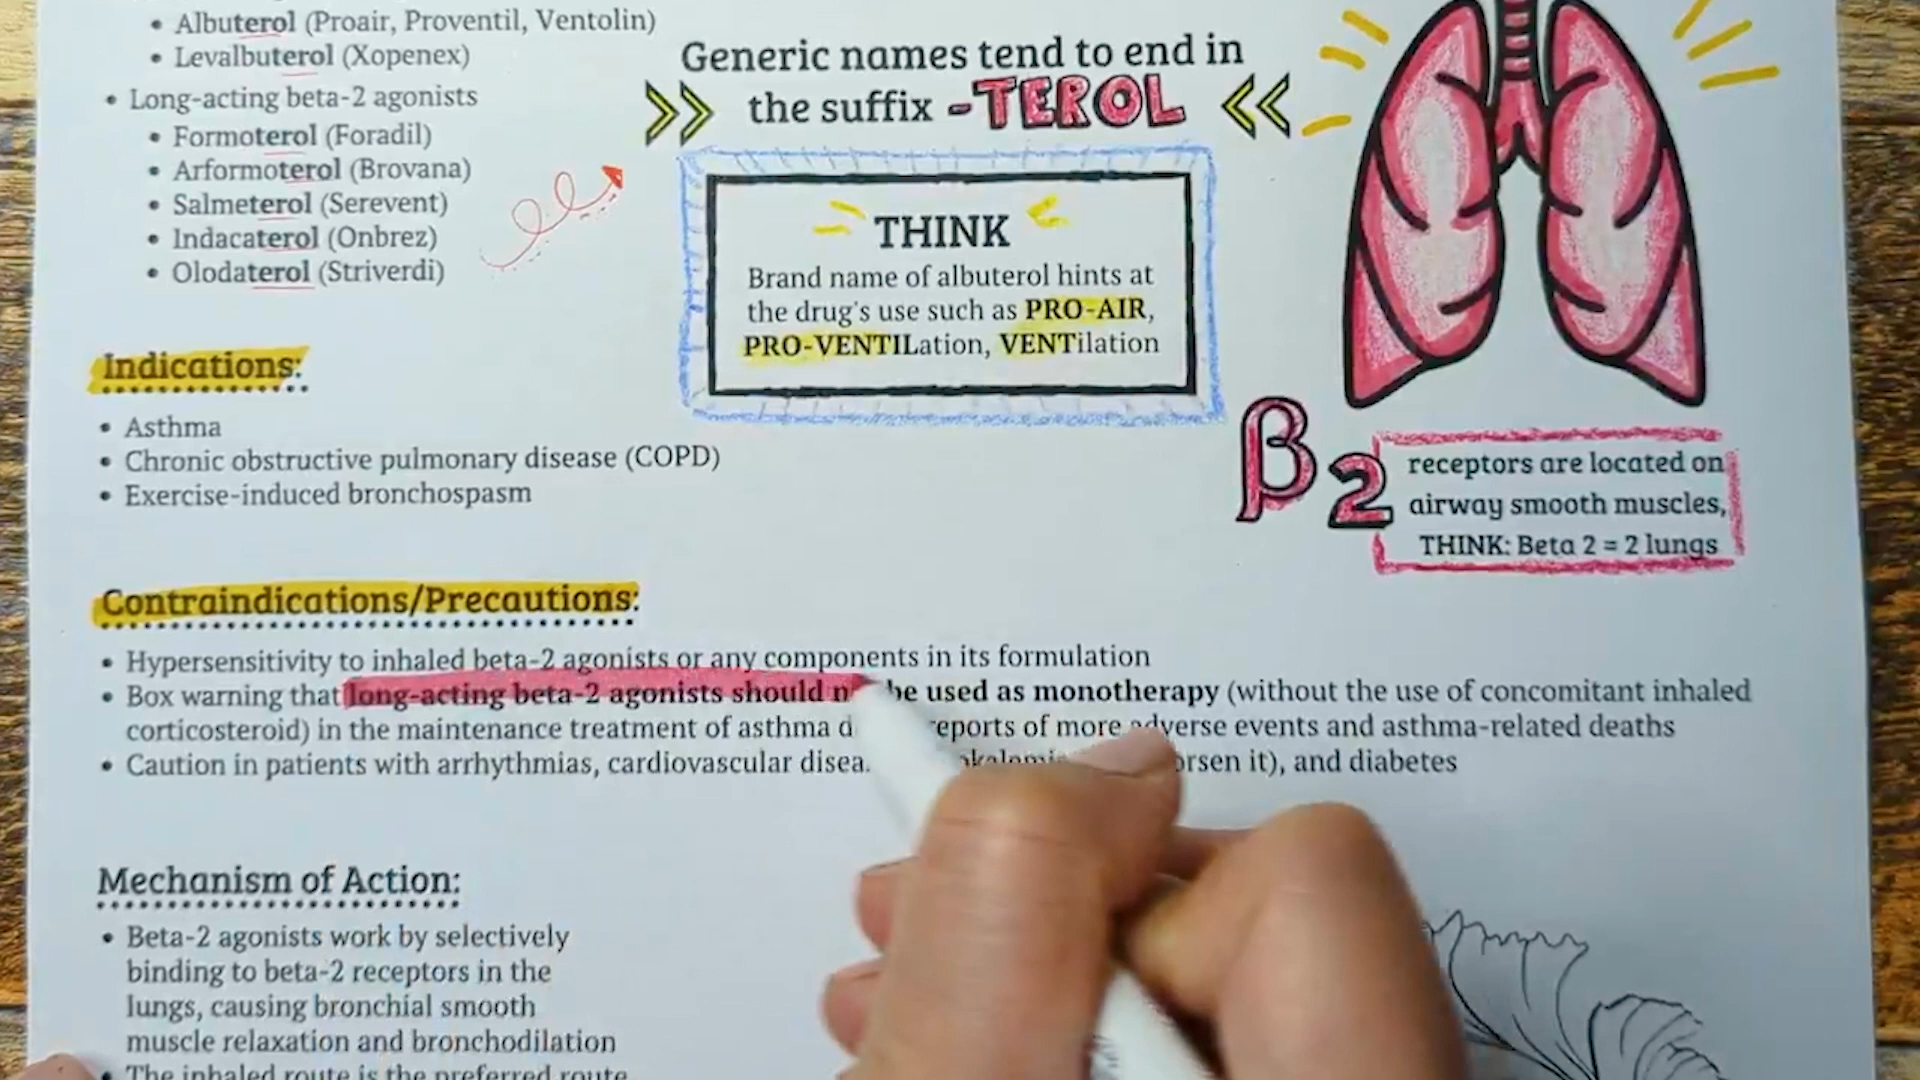 • Albuterol (Proair, Proventil, Ventolin)
• Levalbuterol (Xopenex)
• Long-acting beta-2 agonists
• Formoterol (Foradil)
• Arformoterol (Brovana)
• Salmeterol (Serevent)
• Indacaterol (Onbrez)
• Olodaterol (Striverdi)
Generic names tend to end in
the suffix -TEROL
THINK
Brand name of albuterol hints at
the drug's use such as PRO-AIR,
PRO-VENTILation, VENTilation
β2
receptors are located on
airway smooth muscles,
THINK: Beta 2 = 2 lungs
Indications:
• Asthma
• Chronic obstructive pulmonary disease (COPD)
• Exercise-induced bronchospasm
Contraindications/Precautions:
• Hypersensitivity to inhaled beta-2 agonists or any components in its formulation
• Box warning that long-acting beta-2 agonists should be used as monotherapy (without the use of concomitant inhaled
corticosteroid) in the maintenance treatment of asthma reports of more adverse events and asthma-related deaths
• Caution in patients with arrhythmias, cardiovascular it), and diabetes
Mechanism of Action:
• Beta-2 agonists work by selectively
binding to beta-2 receptors in the
lungs, causing bronchial smooth
muscle relaxation and bronchodilation
• The inhaled route is the preferred route